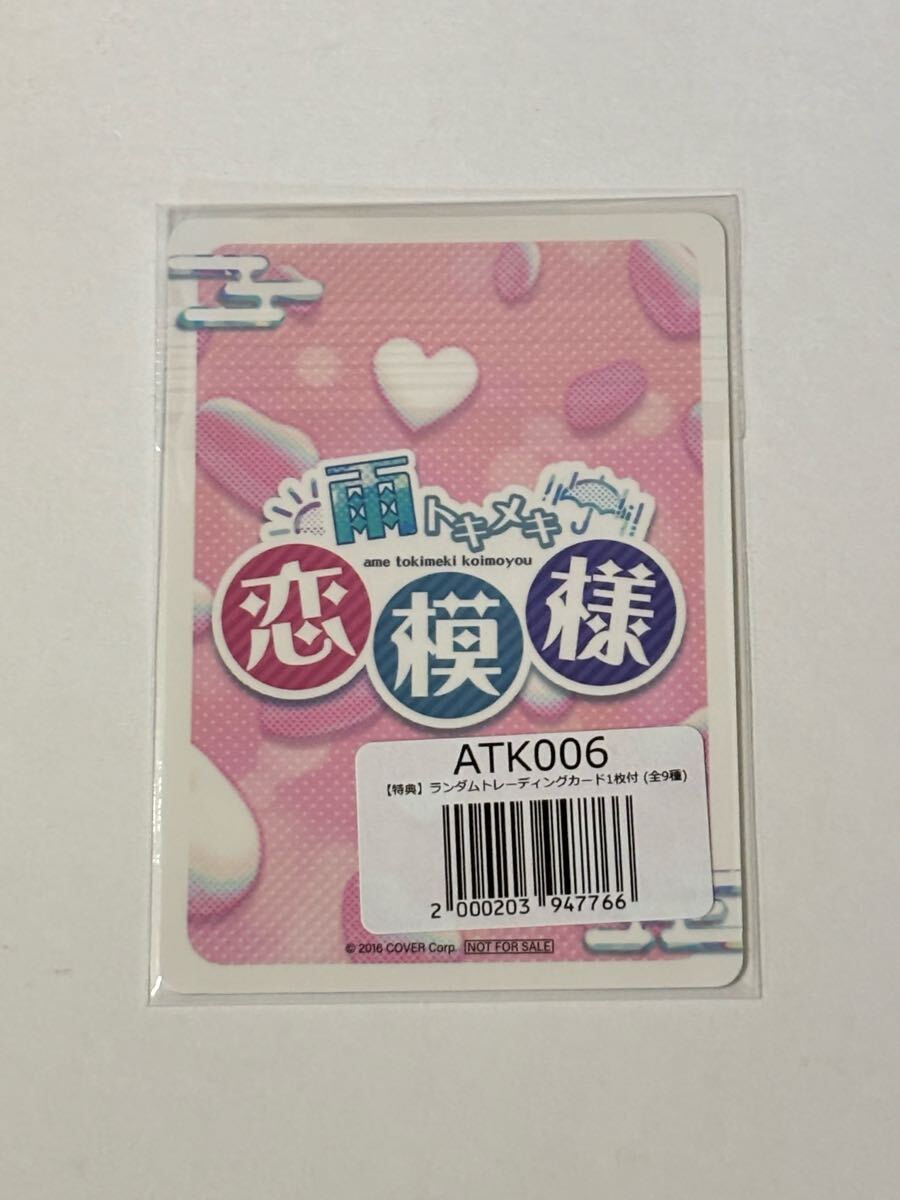 雨トキメキ
ame tokimeki koimoyou
恋模様
ATK006
【特典】ランダムトレーディングカード1枚付 (全9種)
2 000203 947766
© 2016 COVER Corp. NOT FOR SALE